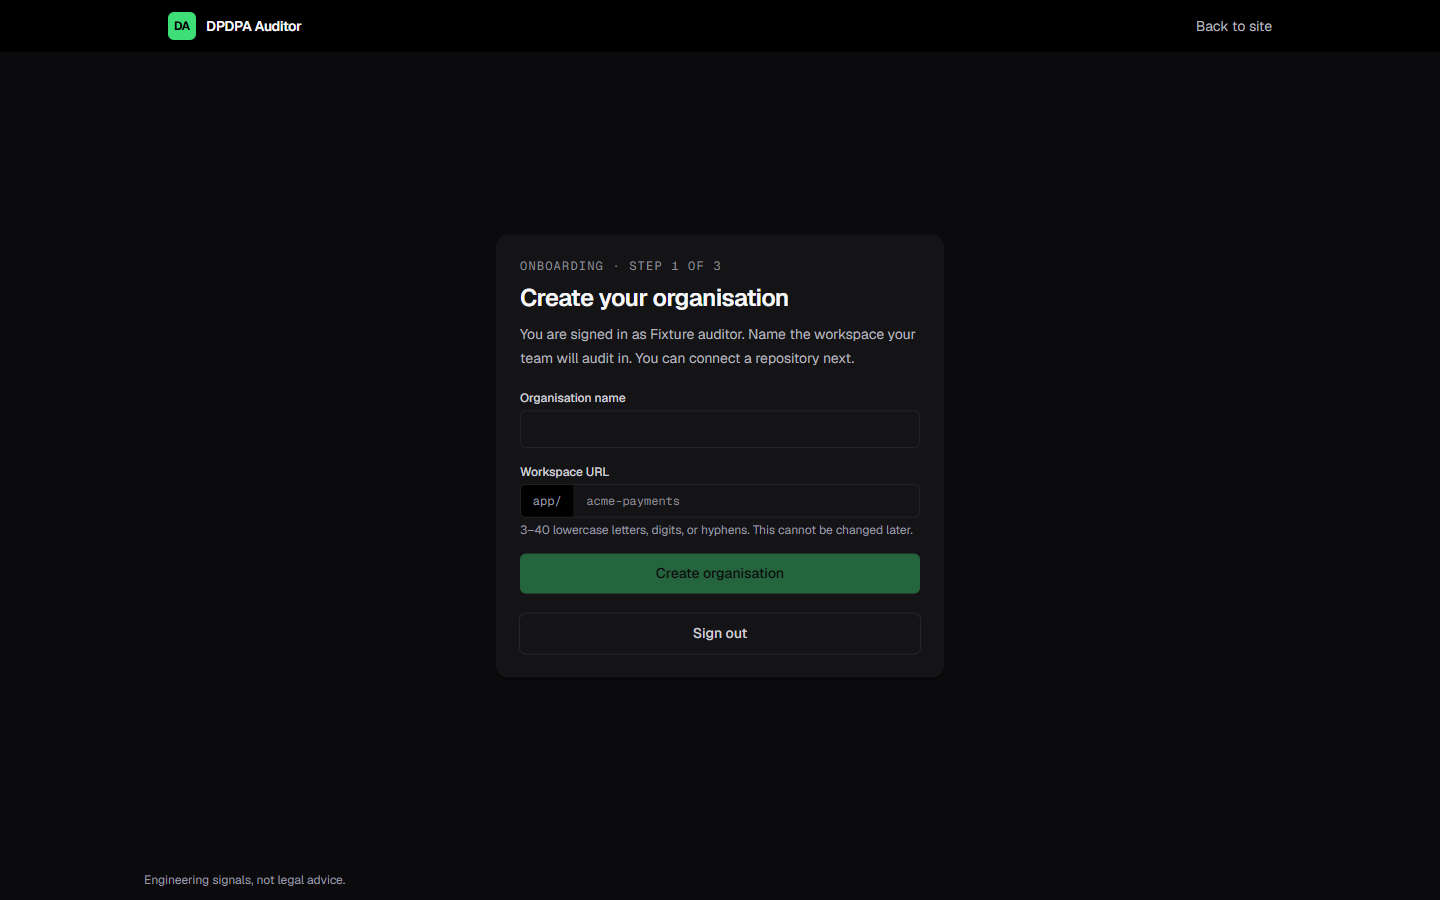 DA DPDPA Auditor
Back to site
ONBOARDING · STEP 1 OF 3
Create your organisation
You are signed in as Fixture auditor. Name the workspace your
team will audit in. You can connect a repository next.
Organisation name
Workspace URL
app/ acme-payments
3–40 lowercase letters, digits, or hyphens. This cannot be changed later.
Create organisation
Sign out
Engineering signals, not legal advice.